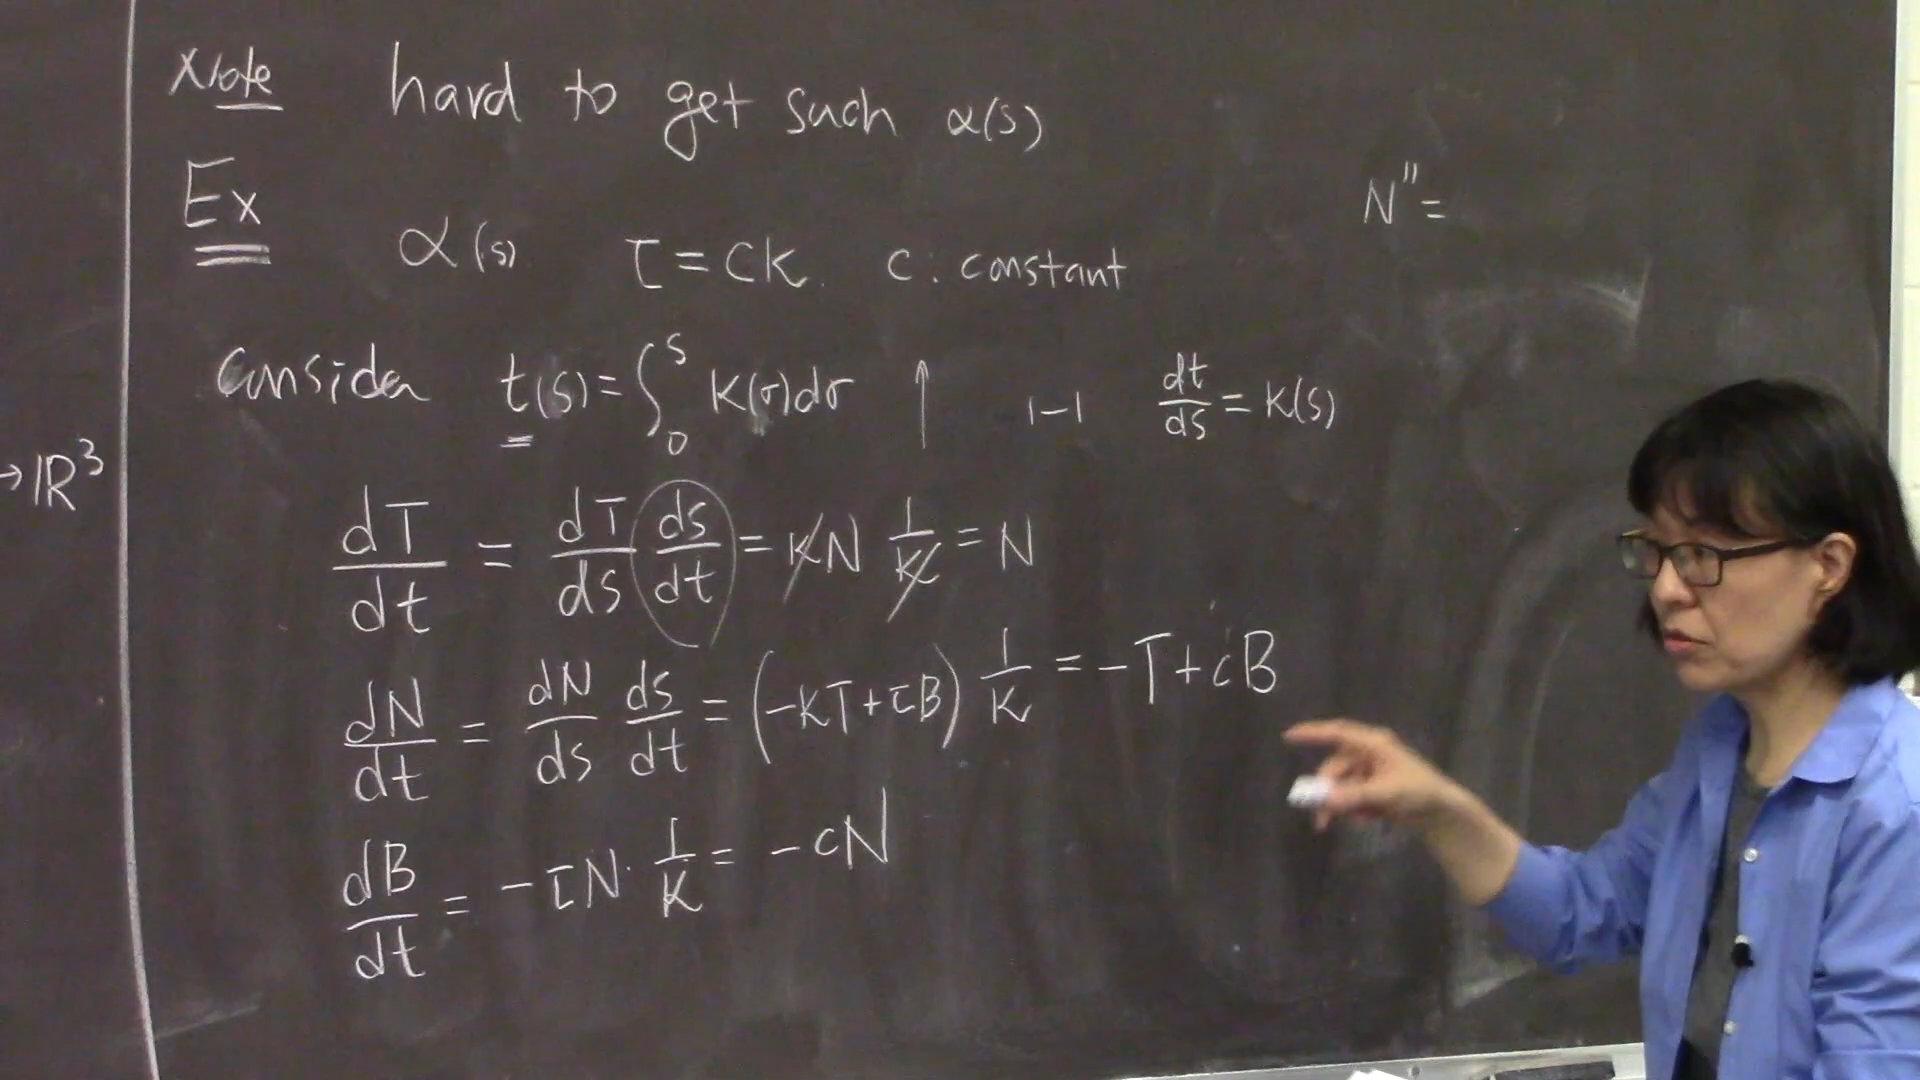 Note hard to get such α(s)
Ex α(s) τ = cκ. c : constant
N'' =
Consider t(s) = ∫₀ˢ κ(σ)dσ ↑ 1-1 dt/ds = κ(s)
→ ℝ³
dT/dt = dT/ds ds/dt = κN 1/κ = N
dN/dt = dN/ds ds/dt = (-κT + τB) 1/κ = -T + cB
dB/dt = -τN · 1/κ = -cN